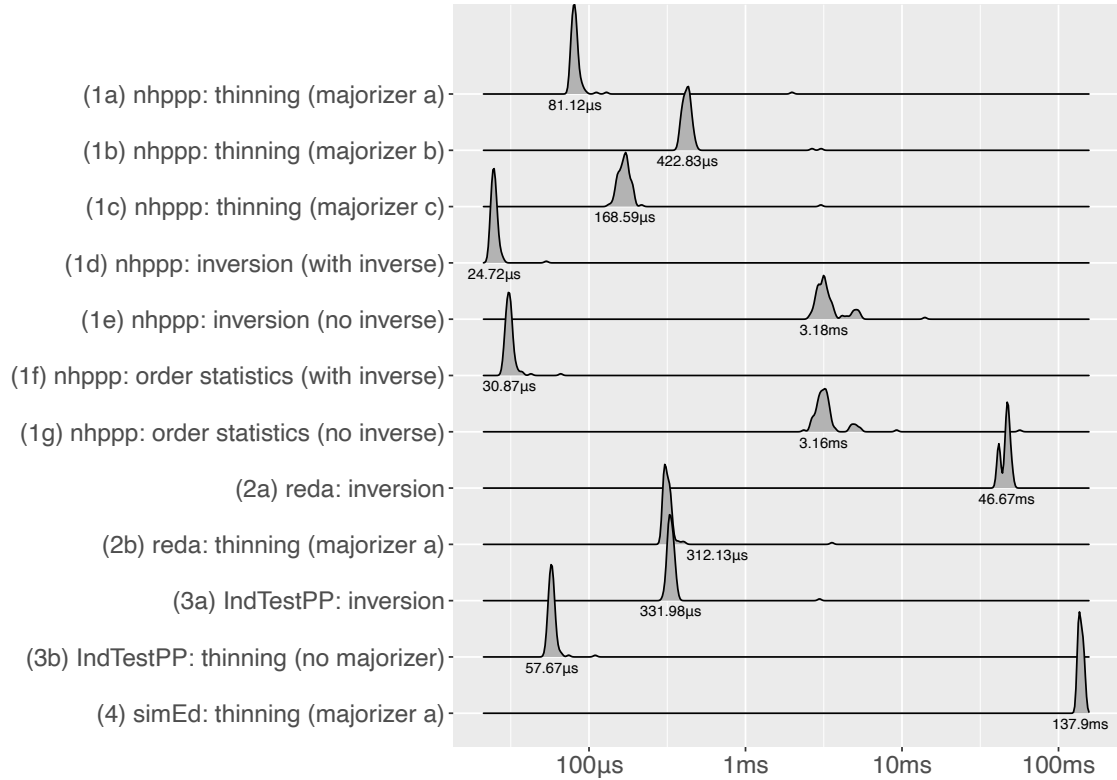 (1a) nhppp: thinning (majorizer a)
81.12µs
(1b) nhppp: thinning (majorizer b)
422.83µs
(1c) nhppp: thinning (majorizer c)
168.59µs
(1d) nhppp: inversion (with inverse)
24.72µs
(1e) nhppp: inversion (no inverse)
3.18ms
(1f) nhppp: order statistics (with inverse)
30.87µs
(1g) nhppp: order statistics (no inverse)
3.16ms
(2a) reda: inversion
46.67ms
(2b) reda: thinning (majorizer a)
312.13µs
(3a) IndTestPP: inversion
331.98µs
(3b) IndTestPP: thinning (no majorizer)
57.67µs
(4) simEd: thinning (majorizer a)
137.9ms
100µs 1ms 10ms 100ms